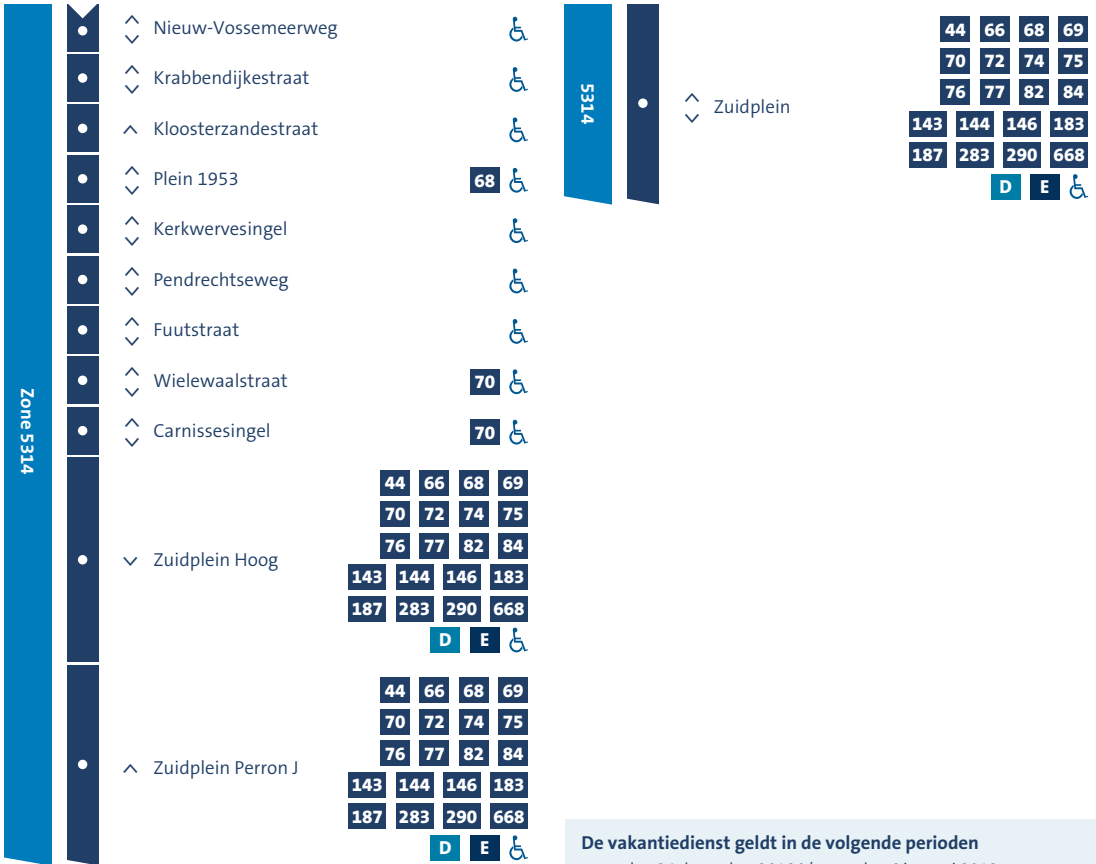 Zone 5314
Nieuw-Vossemeerweg
Krabbendijkestraat
Kloosterzandestraat
Plein 1953 68
Kerkwervesingel
Pendrechtseweg
Fuutstraat
Wielewaalstraat 70
Carnissesingel 70
44 66 68 69
70 72 74 75
76 77 82 84
Zuidplein Hoog
143 144 146 183
187 283 290 668
D E
44 66 68 69
70 72 74 75
76 77 82 84
Zuidplein Perron J
143 144 146 183
187 283 290 668
D E
5314
44 66 68 69
70 72 74 75
76 77 82 84
Zuidplein
143 144 146 183
187 283 290 668
D E
De vakantiedienst geldt in de volgende perioden